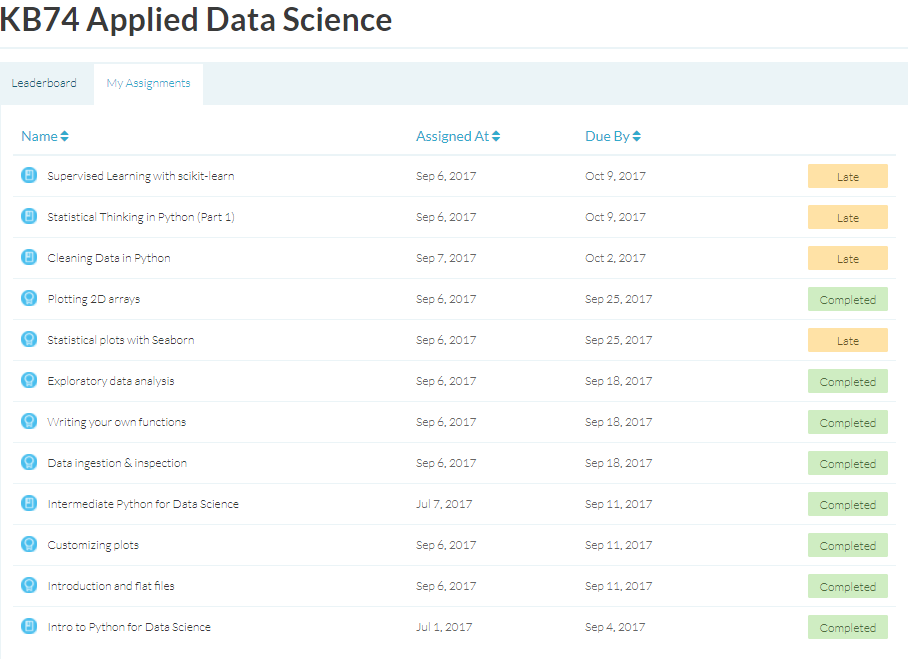 KB74 Applied Data Science
Leaderboard My Assignments
Name Assigned At Due By
Supervised Learning with scikit-learn Sep 6, 2017 Oct 9, 2017 Late
Statistical Thinking in Python (Part 1) Sep 6, 2017 Oct 9, 2017 Late
Cleaning Data in Python Sep 7, 2017 Oct 2, 2017 Late
Plotting 2D arrays Sep 6, 2017 Sep 25, 2017 Completed
Statistical plots with Seaborn Sep 6, 2017 Sep 25, 2017 Late
Exploratory data analysis Sep 6, 2017 Sep 18, 2017 Completed
Writing your own functions Sep 6, 2017 Sep 18, 2017 Completed
Data ingestion & inspection Sep 6, 2017 Sep 18, 2017 Completed
Intermediate Python for Data Science Jul 7, 2017 Sep 11, 2017 Completed
Customizing plots Sep 6, 2017 Sep 11, 2017 Completed
Introduction and flat files Sep 6, 2017 Sep 11, 2017 Completed
Intro to Python for Data Science Jul 1, 2017 Sep 4, 2017 Completed